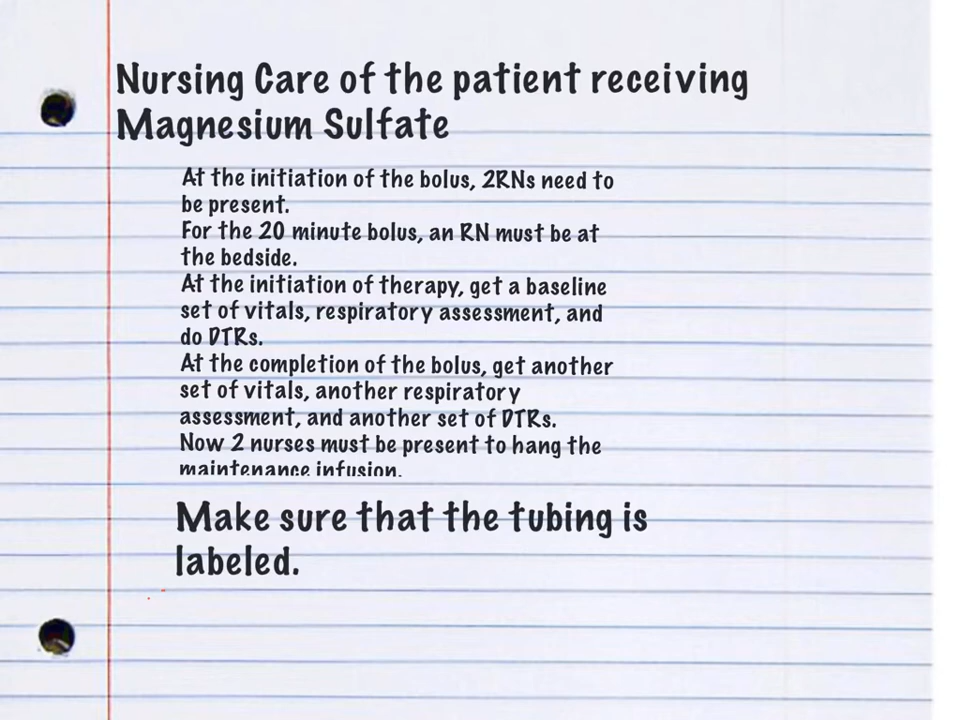 Nursing Care of the patient receiving
Magnesium Sulfate
At the initiation of the bolus, 2RNs need to
be present.
For the 20 minute bolus, an RN must be at
the bedside.
At the initiation of therapy, get a baseline
set of vitals, respiratory assessment, and
do DTRs.
At the completion of the bolus, get another
set of vitals, another respiratory
assessment, and another set of DTRs.
Now 2 nurses must be present to hang the
maintenance infusion.
Make sure that the tubing is
labeled.